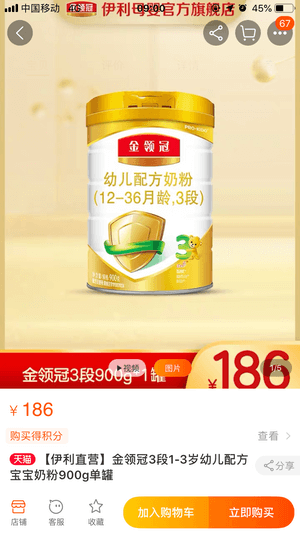 中国移动
09:00
45%
伊利母婴官方旗舰店
67
金领冠
幼儿配方奶粉
(12-36月龄,3段)
3
900g
金领冠3段900g*1罐
¥186
视频
图片
1/5
¥186
购买得积分
查看
天猫 【伊利直营】金领冠3段1-3岁幼儿配方
宝宝奶粉900g单罐
分享
店铺
客服
收藏
加入购物车
立即购买